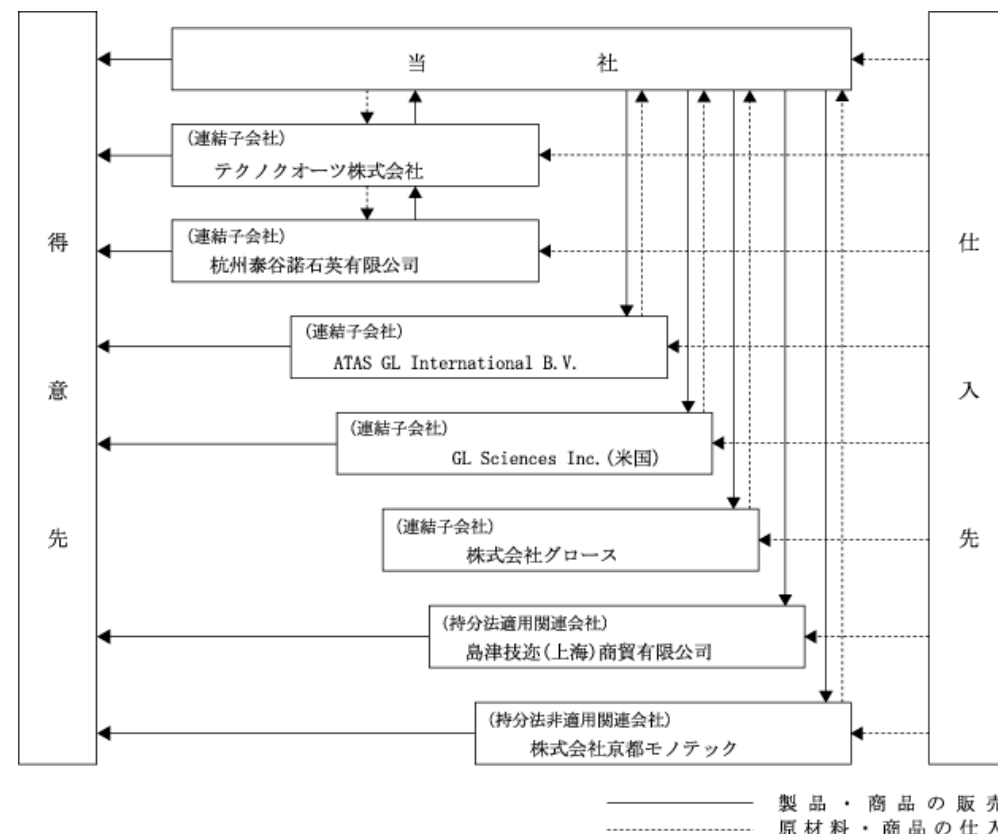 当社
(連結子会社)
テクノクオーツ株式会社
(連結子会社)
杭州泰谷諾石英有限公司
(連結子会社)
ATAS GL International B.V.
(連結子会社)
GL Sciences Inc.(米国)
(連結子会社)
株式会社グロース
(持分法適用関連会社)
島津技迩(上海)商貿有限公司
(持分法非適用関連会社)
株式会社京都モノテック
得意先
仕入先
製品・商品の販売
原材料・商品の仕入